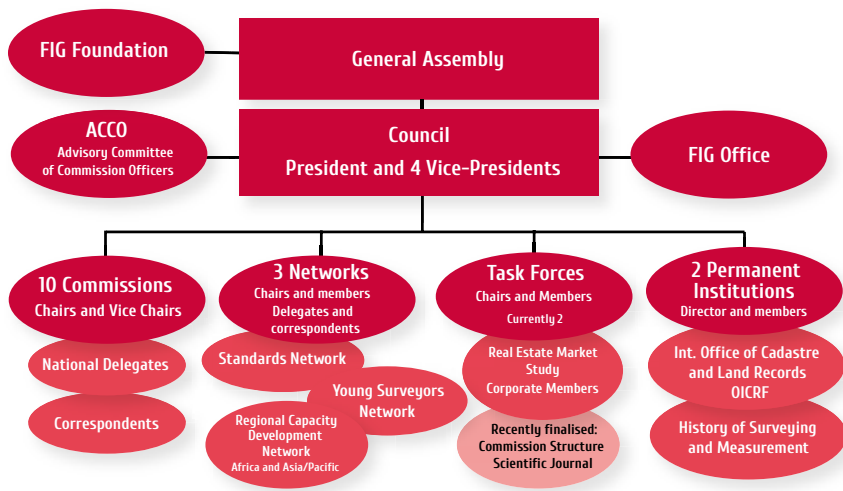 FIG Foundation
General Assembly
ACCO
Advisory Committee
of Commission Officers
Council
President and 4 Vice-Presidents
FIG Office
10 Commissions
Chairs and Vice Chairs
National Delegates
Correspondents
3 Networks
Chairs and members
Delegates and
correspondents
Standards Network
Young Surveyors
Network
Regional Capacity
Development
Network
Africa and Asia/Pacific
Task Forces
Chairs and Members
Currently 2
Real Estate Market
Study
Corporate Members
Recently finalised:
Commission Structure
Scientific Journal
2 Permanent
Institutions
Director and members
Int. Office of Cadastre
and Land Records
OICRF
History of Surveying
and Measurement